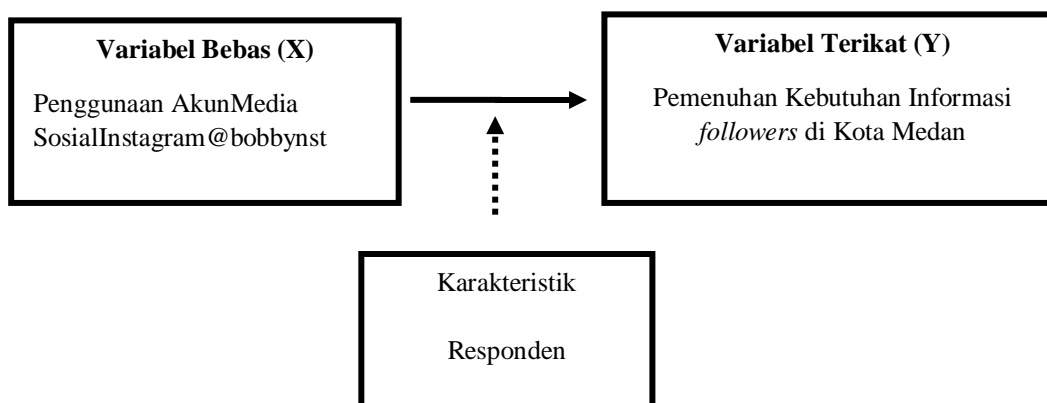 Variabel Bebas (X)
Penggunaan AkunMedia
SosialInstagram@bobbynst
Variabel Terikat (Y)
Pemenuhan Kebutuhan Informasi
followers di Kota Medan
Karakteristik
Responden